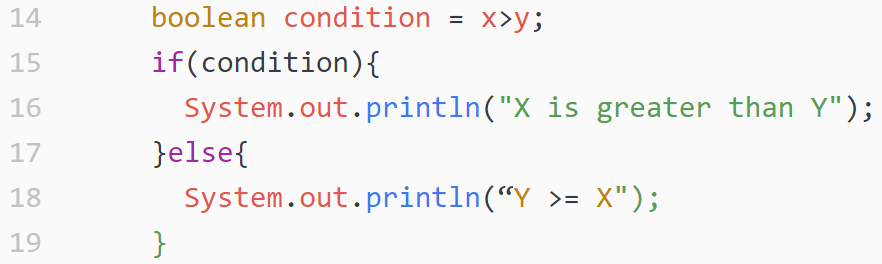 14 boolean condition = x>y;
15 if(condition){
16 System.out.println("X is greater than Y");
17 }else{
18 System.out.println(“Y >= X");
19 }